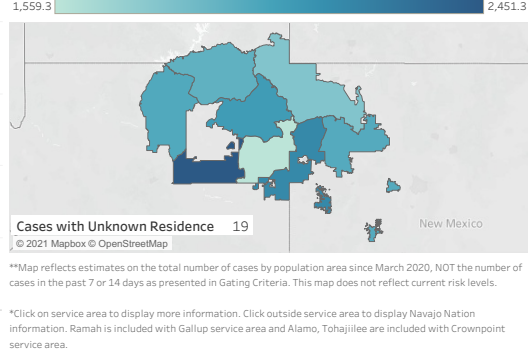 1,559.3 2,451.3
New Mexico
Cases with Unknown Residence 19
© 2021 Mapbox © OpenStreetMap
**Map reflects estimates on the total number of cases by population area since March 2020, NOT the number of
cases in the past 7 or 14 days as presented in Gating Criteria. This map does not reflect current risk levels.
*Click on service area to display more information. Click outside service area to display Navajo Nation
information. Ramah is included with Gallup service area and Alamo, Tohajiilee are included with Crownpoint
service area.